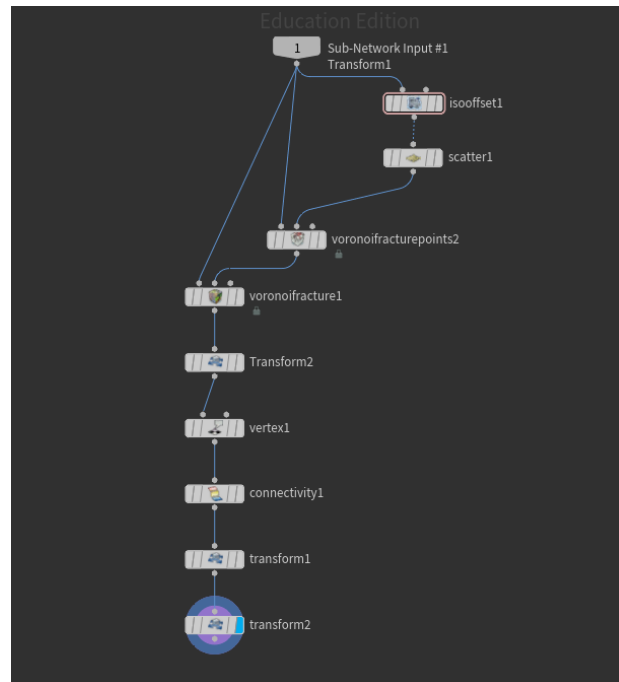 Education Edition
1
Sub-Network Input #1
Transform1
isooffset1
scatter1
voronoifracturepoints2
voronoifracture1
Transform2
vertex1
connectivity1
transform1
transform2